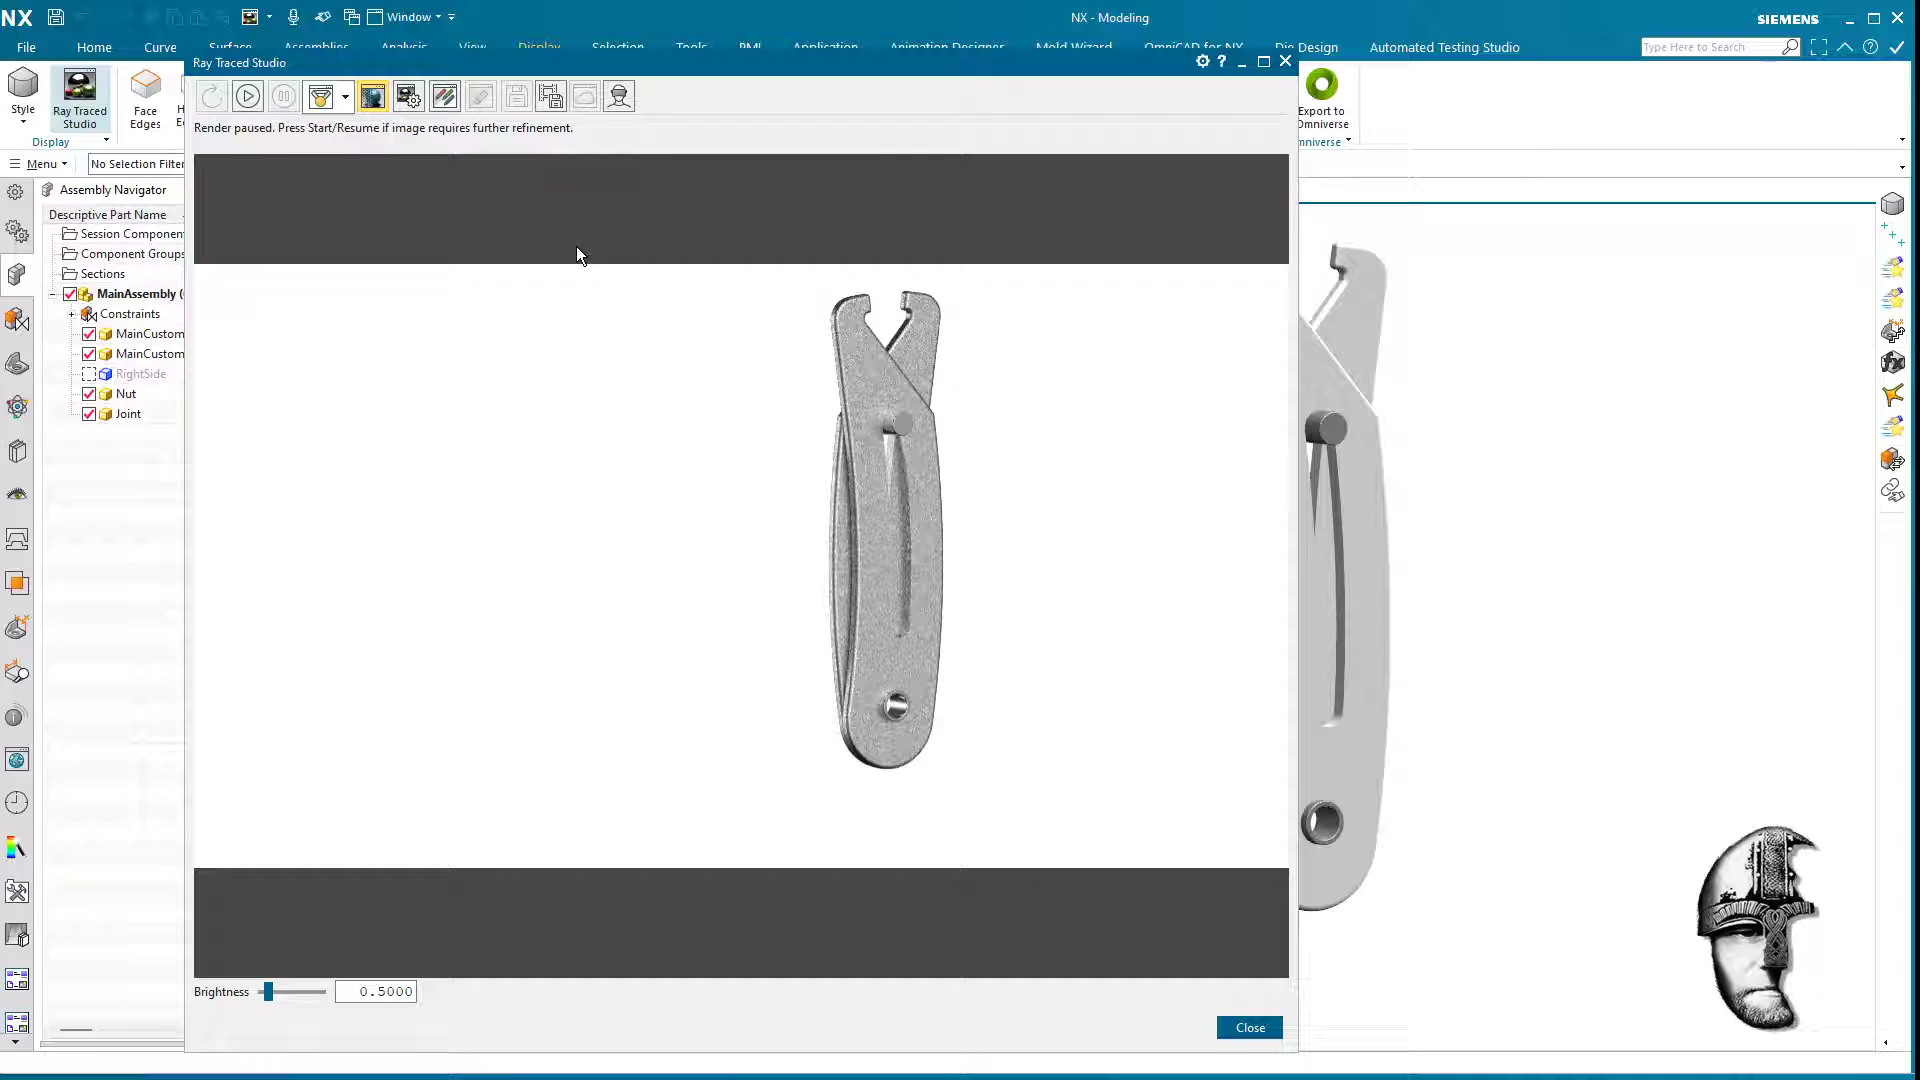 NX
Window
NX - Modeling
SIEMENS
File
Home
Curve
Surface
Assemblies
Analysis
View
Display
Selection
Tools
PMI
Application
Animation Designer
Mold Wizard
OmniCAD for NX
Die Design
Automated Testing Studio
Type Here to Search
Ray Traced Studio
Style
Ray Traced
Studio
Face
Edges
Export to
Omniverse
Display
Render paused. Press Start/Resume if image requires further refinement.
Menu
No Selection Filter
Assembly Navigator
Descriptive Part Name
Session Componen
Component Groups
Sections
MainAssembly
Constraints
MainCustom
MainCustom
RightSide
Nut
Joint
Brightness
0.5000
Close